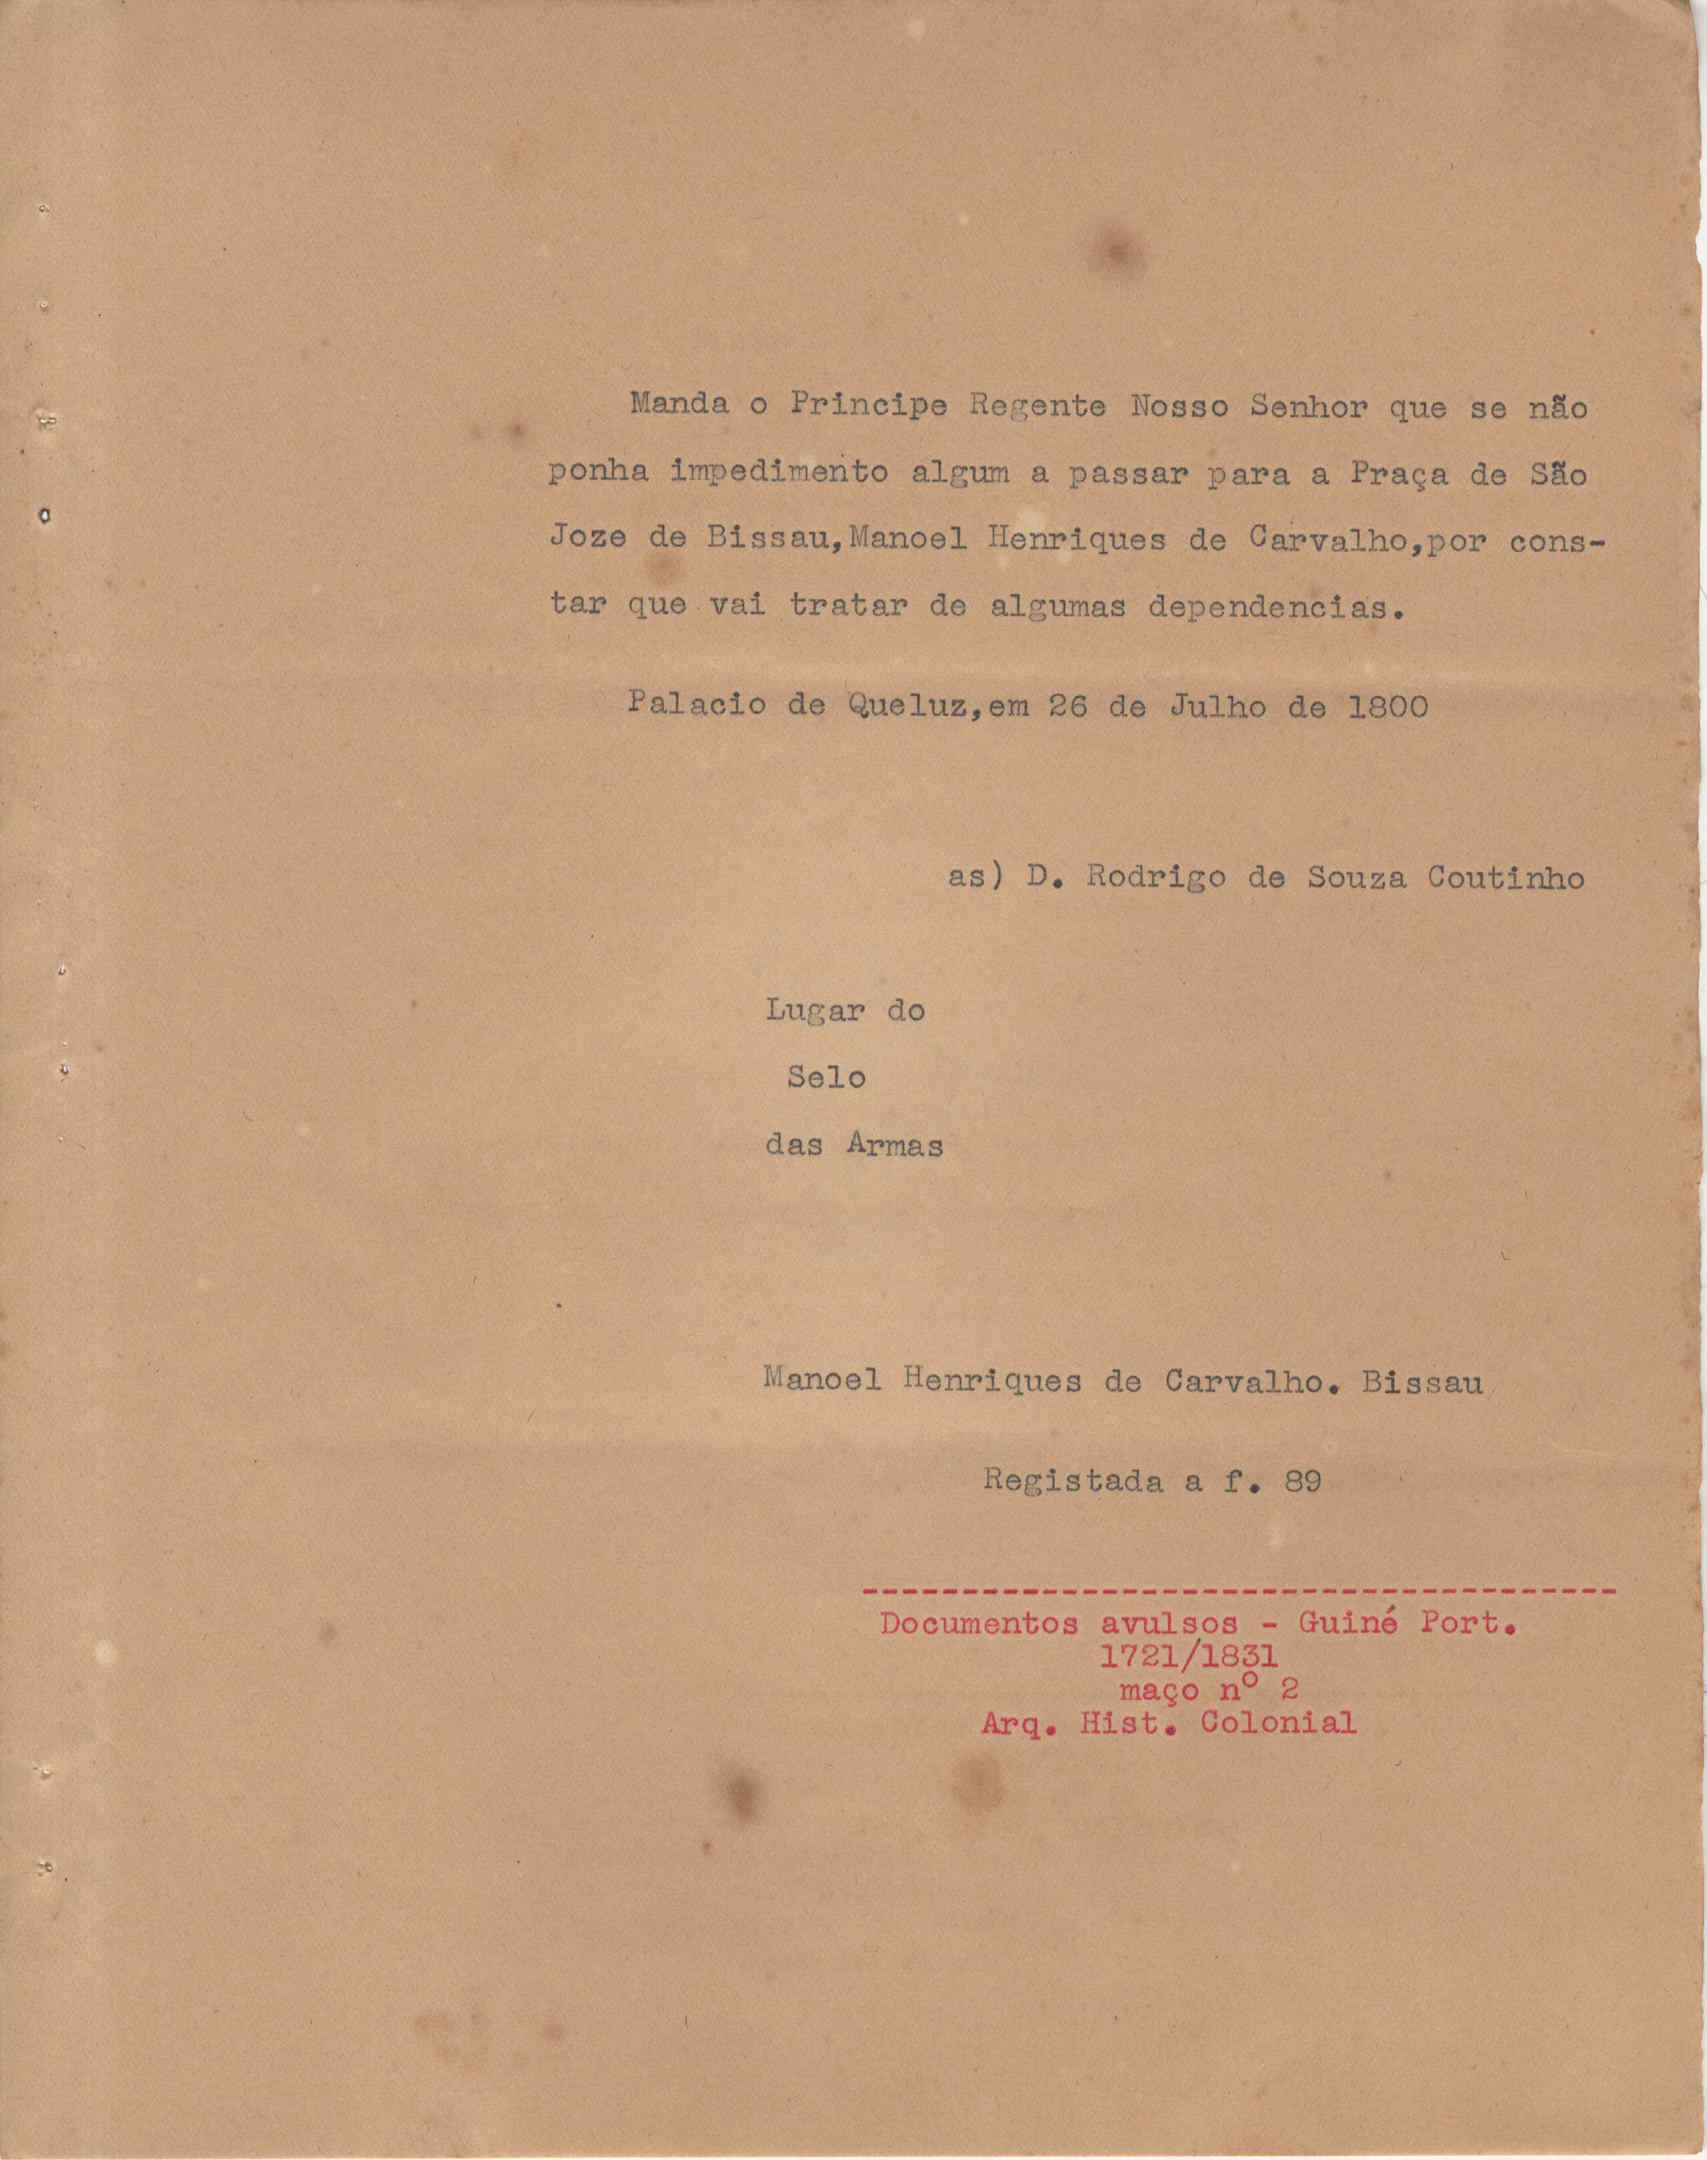 Manda o Principe Regente Nosso Senhor que se não
ponha impedimento algum a passar para a Praça de São
Joze de Bissau,Manoel Henriques de Carvalho,por cons-
tar que vai tratar de algumas dependencias.
Palacio de Queluz,em 26 de Julho de 1800
as) D. Rodrigo de Souza Coutinho
Lugar do
Selo
das Armas
Manoel Henriques de Carvalho. Bissau
Registada a f. 89
--------------------------------------
Documentos avulsos - Guiné Port.
1721/1831
maço nº 2
Arq. Hist. Colonial